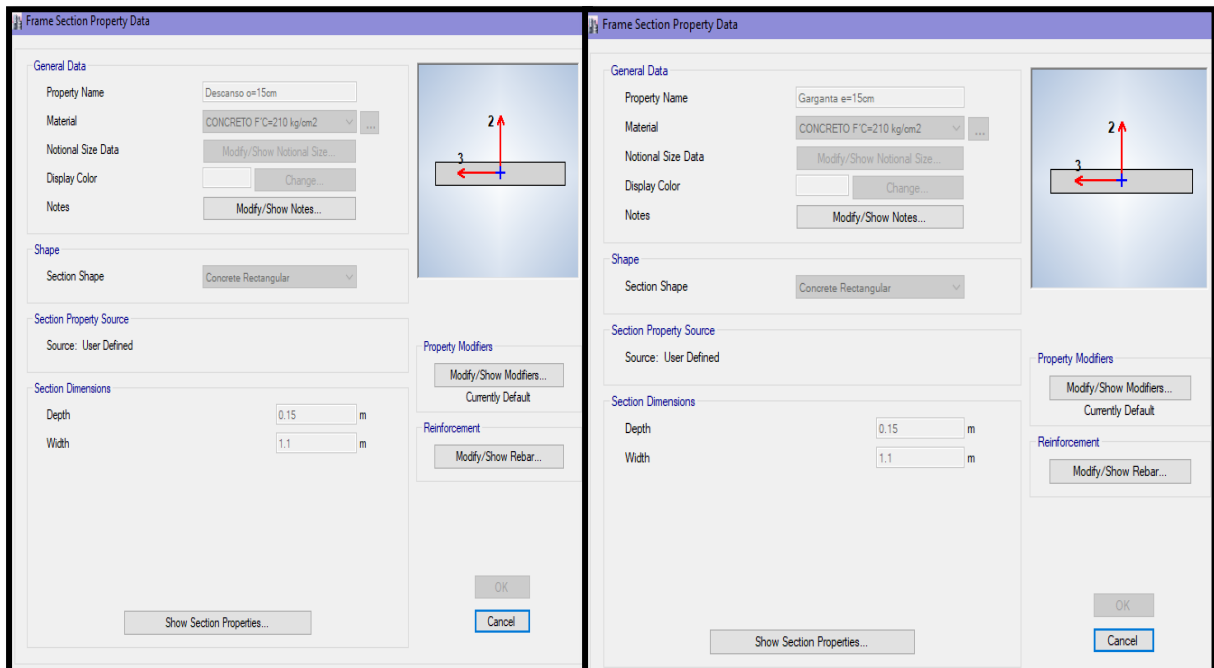 Frame Section Property Data
General Data
Property Name Descanso o=15cm
Material CONCRETO F'C=210 kg/cm2 ...
Notional Size Data Modify/Show Notional Size...
Display Color Change...
Notes Modify/Show Notes...
2
3
Shape
Section Shape Concrete Rectangular
Section Property Source
Source: User Defined
Property Modifiers
Modify/Show Modifiers...
Currently Default
Section Dimensions
Depth 0.15 m
Width 1.1 m
Reinforcement
Modify/Show Rebar...
OK
Show Section Properties...
Cancel
Frame Section Property Data
General Data
Property Name Garganta e=15cm
Material CONCRETO F'C=210 kg/cm2 ...
Notional Size Data Modify/Show Notional Size...
Display Color Change...
Notes Modify/Show Notes...
2
3
Shape
Section Shape Concrete Rectangular
Section Property Source
Source: User Defined
Property Modifiers
Modify/Show Modifiers...
Currently Default
Section Dimensions
Depth 0.15 m
Width 1.1 m
Reinforcement
Modify/Show Rebar...
OK
Show Section Properties...
Cancel